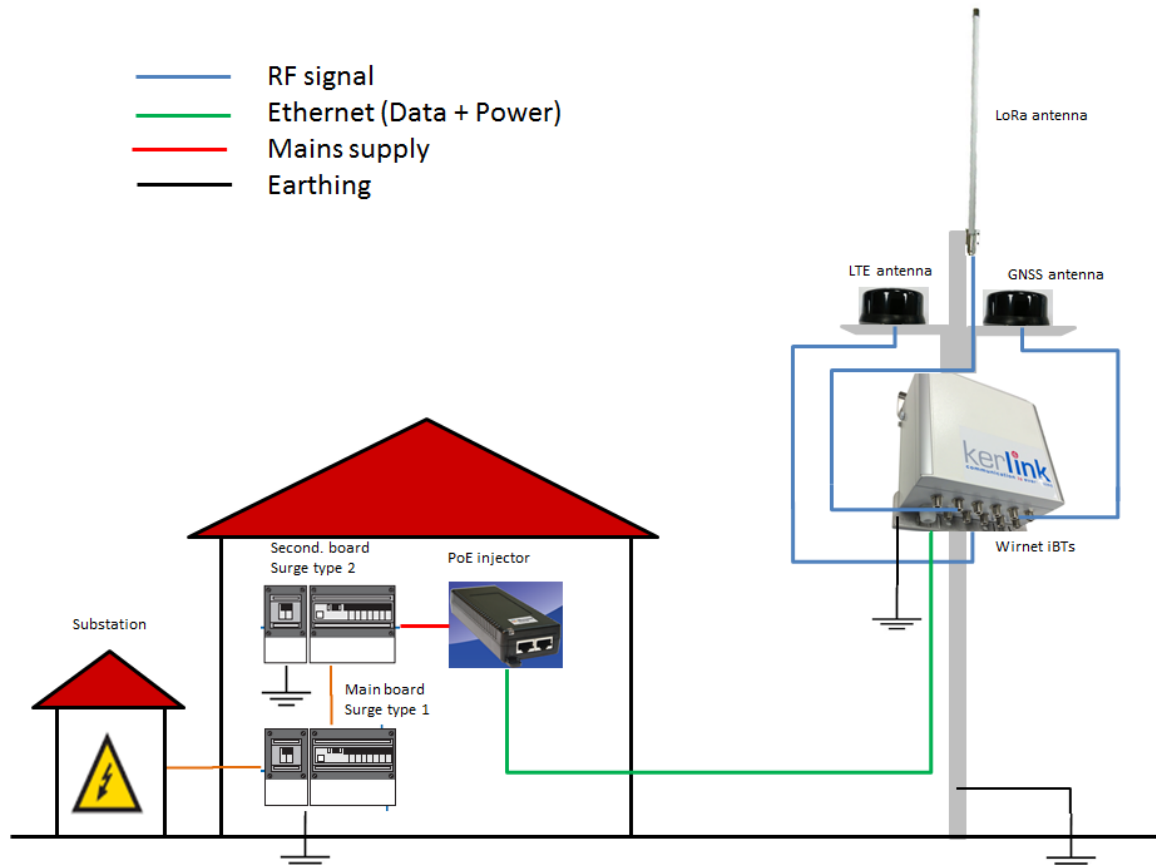 RF signal
Ethernet (Data + Power)
Mains supply
Earthing
LoRa antenna
LTE antenna
GNSS antenna
kerlink
Wirnet iBTs
Second. board
Surge type 2
PoE injector
Substation
Main board
Surge type 1